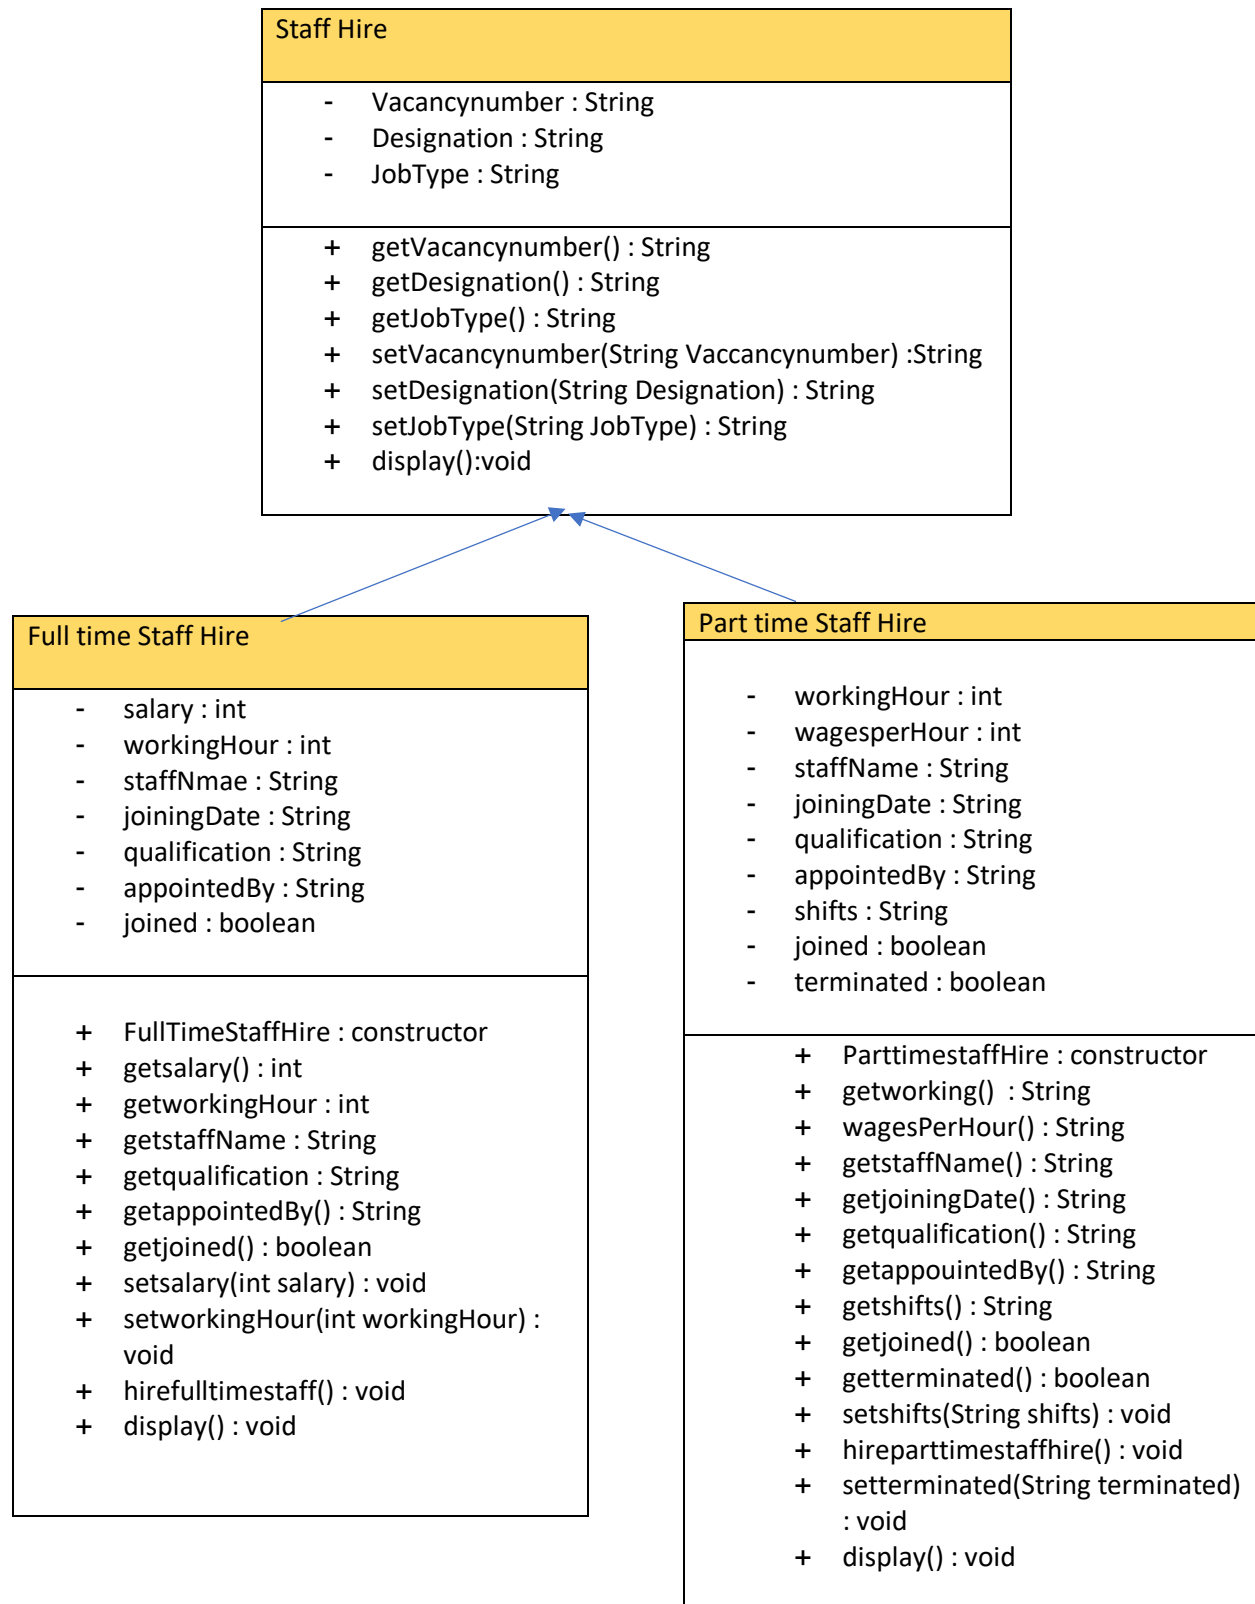 Staff Hire
- Vacancynumber : String
- Designation : String
- JobType : String
+ getVacancynumber() : String
+ getDesignation() : String
+ getJobType() : String
+ setVacancynumber(String Vaccancynumber) :String
+ setDesignation(String Designation) : String
+ setJobType(String JobType) : String
+ display():void
Full time Staff Hire
- salary : int
- workingHour : int
- staffNmae : String
- joiningDate : String
- qualification : String
- appointedBy : String
- joined : boolean
+ FullTimeStaffHire : constructor
+ getsalary() : int
+ getworkingHour : int
+ getstaffName : String
+ getqualification : String
+ getappointedBy() : String
+ getjoined() : boolean
+ setsalary(int salary) : void
+ setworkingHour(int workingHour) :
void
+ hirefulltimestaff() : void
+ display() : void
Part time Staff Hire
- workingHour : int
- wagesperHour : int
- staffName : String
- joiningDate : String
- qualification : String
- appointedBy : String
- shifts : String
- joined : boolean
- terminated : boolean
+ ParttimestaffHire : constructor
+ getworking() : String
+ wagesPerHour() : String
+ getstaffName() : String
+ getjoiningDate() : String
+ getqualification() : String
+ getappouintedBy() : String
+ getshifts() : String
+ getjoined() : boolean
+ getterminated() : boolean
+ setshifts(String shifts) : void
+ hireparttimestaffhire() : void
+ setterminated(String terminated)
: void
+ display() : void